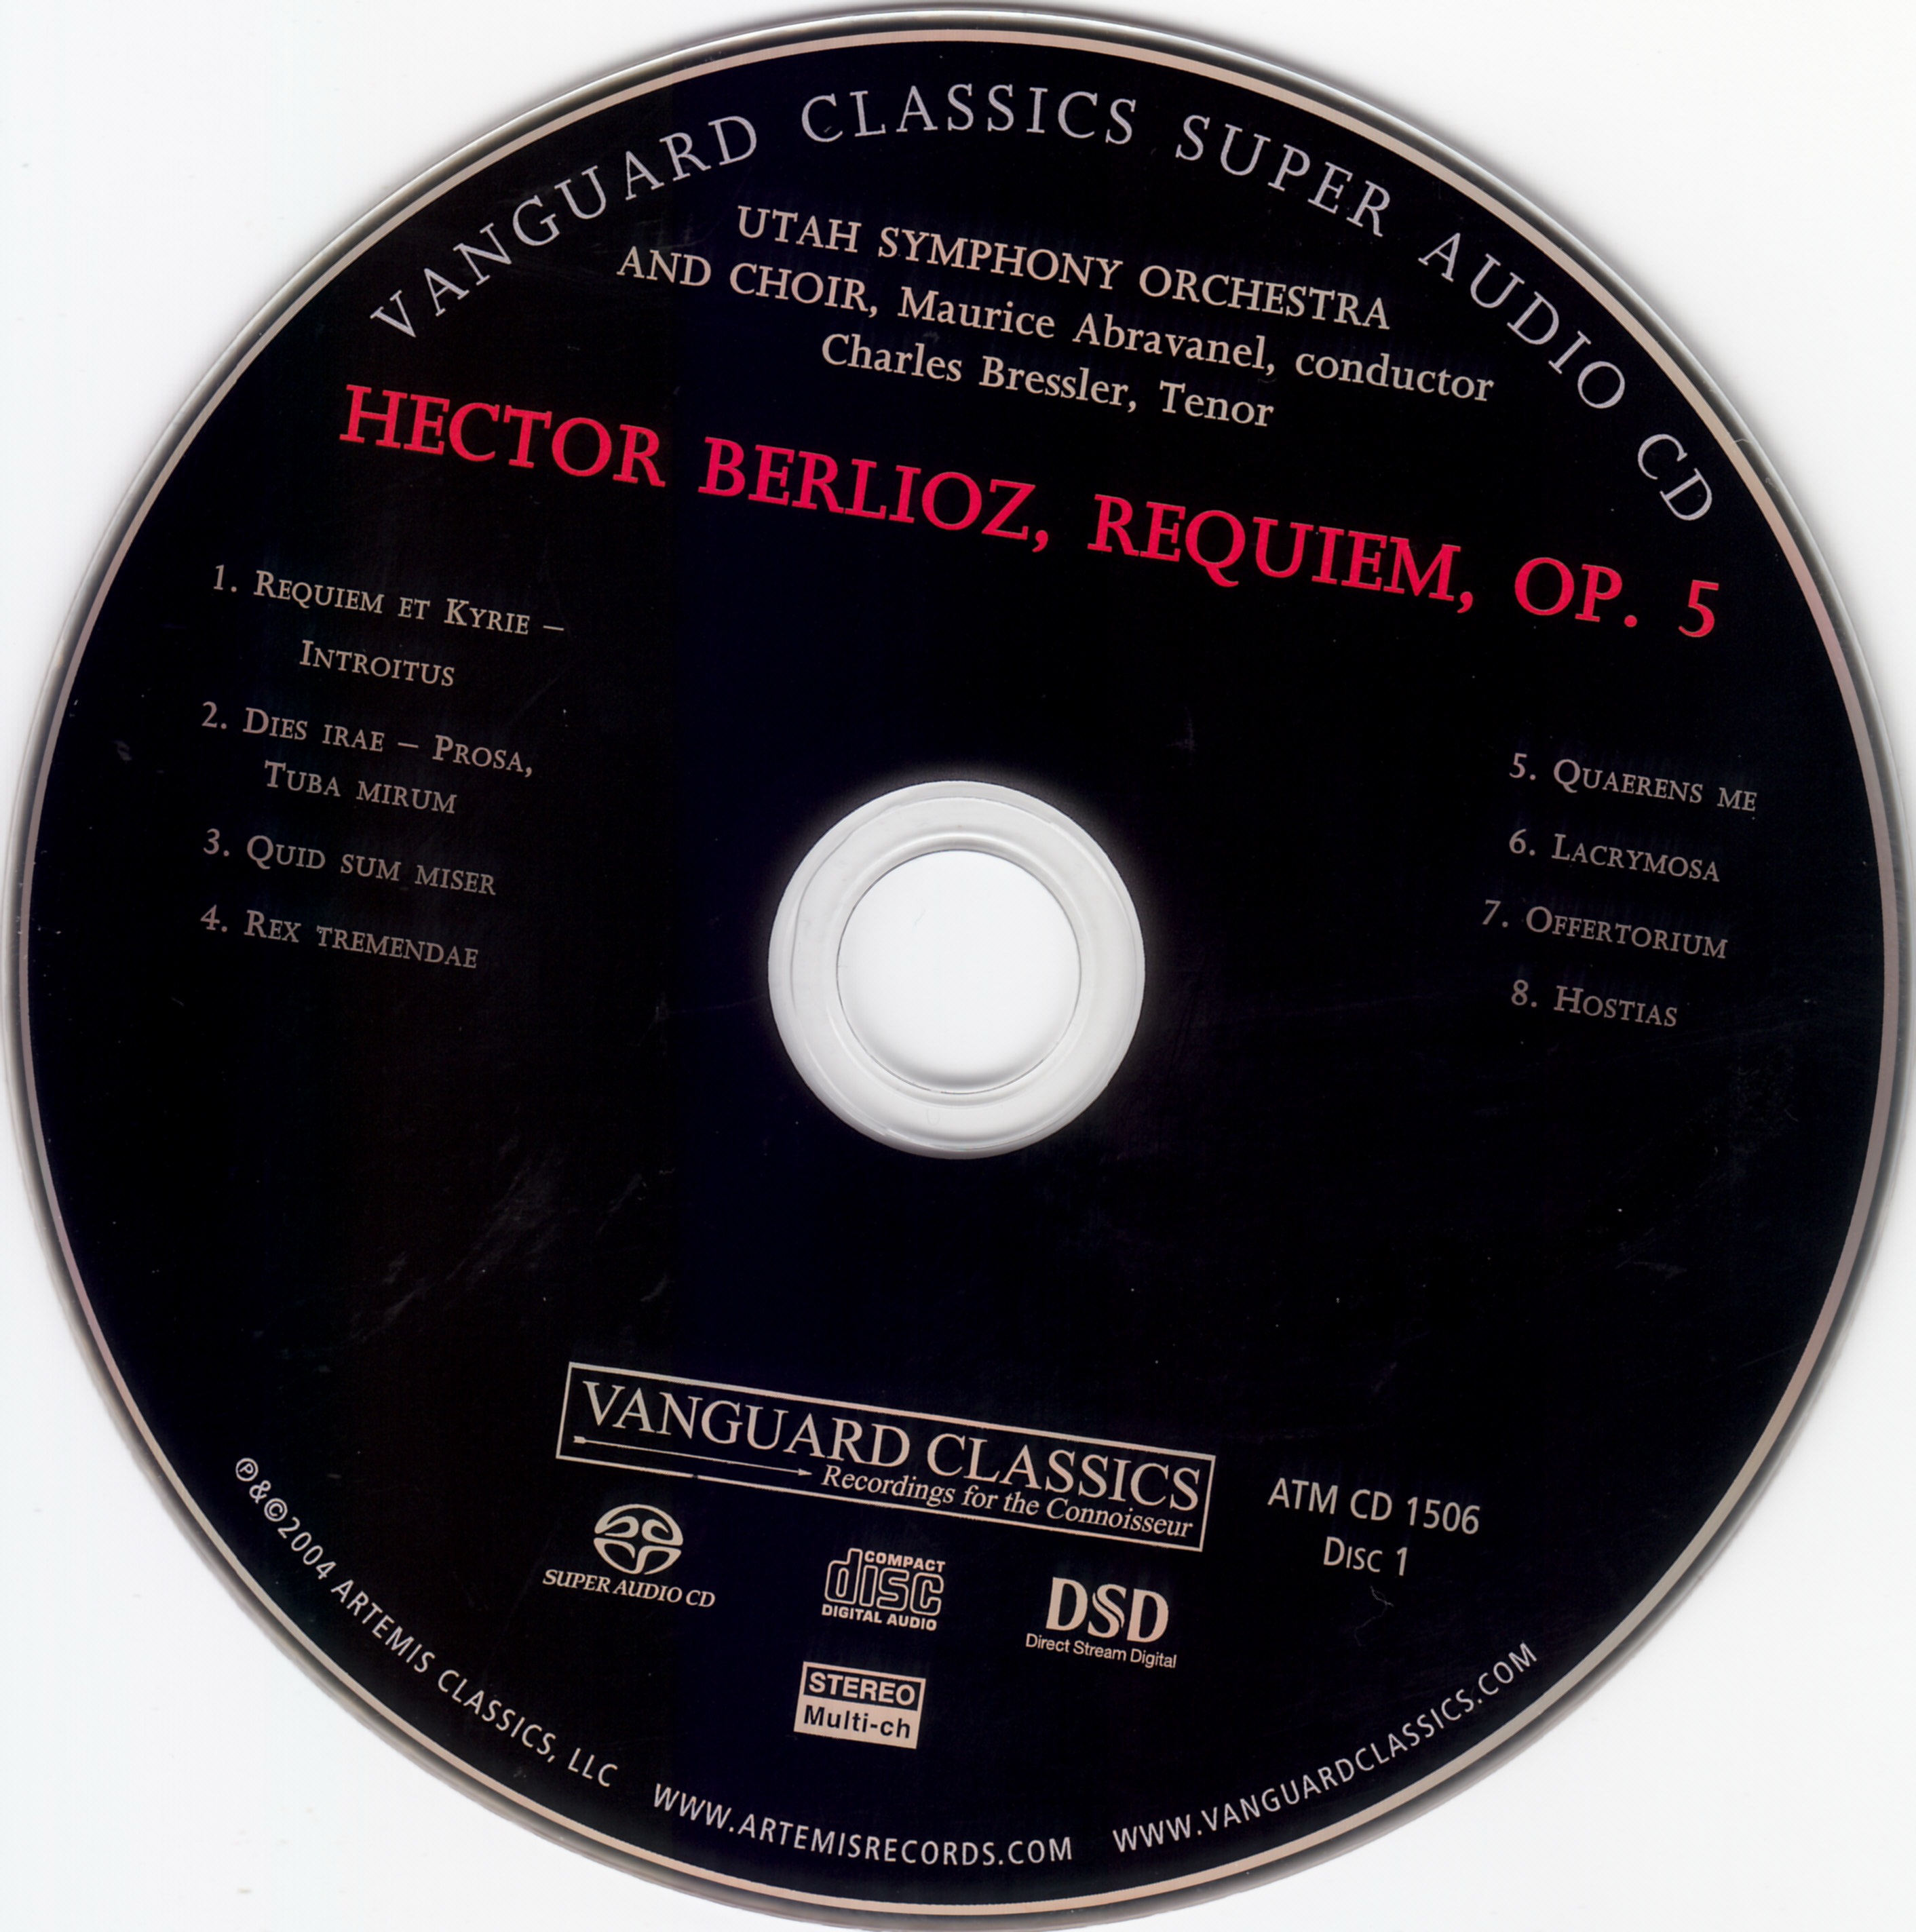 VANGUARD CLASSICS SUPER AUDIO CD
UTAH SYMPHONY ORCHESTRA
AND CHOIR, Maurice Abravanel, conductor
Charles Bressler, Tenor
HECTOR BERLIOZ, REQUIEM, OP. 5
1. REQUIEM ET KYRIE –
INTROITUS
2. DIES IRAE – PROSA,
TUBA MIRUM
3. QUID SUM MISER
4. REX TREMENDAE
5. QUAERENS ME
6. LACRYMOSA
7. OFFERTORIUM
8. HOSTIAS
VANGUARD CLASSICS
Recordings for the Connoisseur
ATM CD 1506
DISC 1
SUPER AUDIO CD
COMPACT
disc
DIGITAL AUDIO
DSD
Direct Stream Digital
STEREO
Multi-ch
℗&©2004 ARTEMIS CLASSICS, LLC WWW.ARTEMISRECORDS.COM WWW.VANGUARDCLASSICS.COM